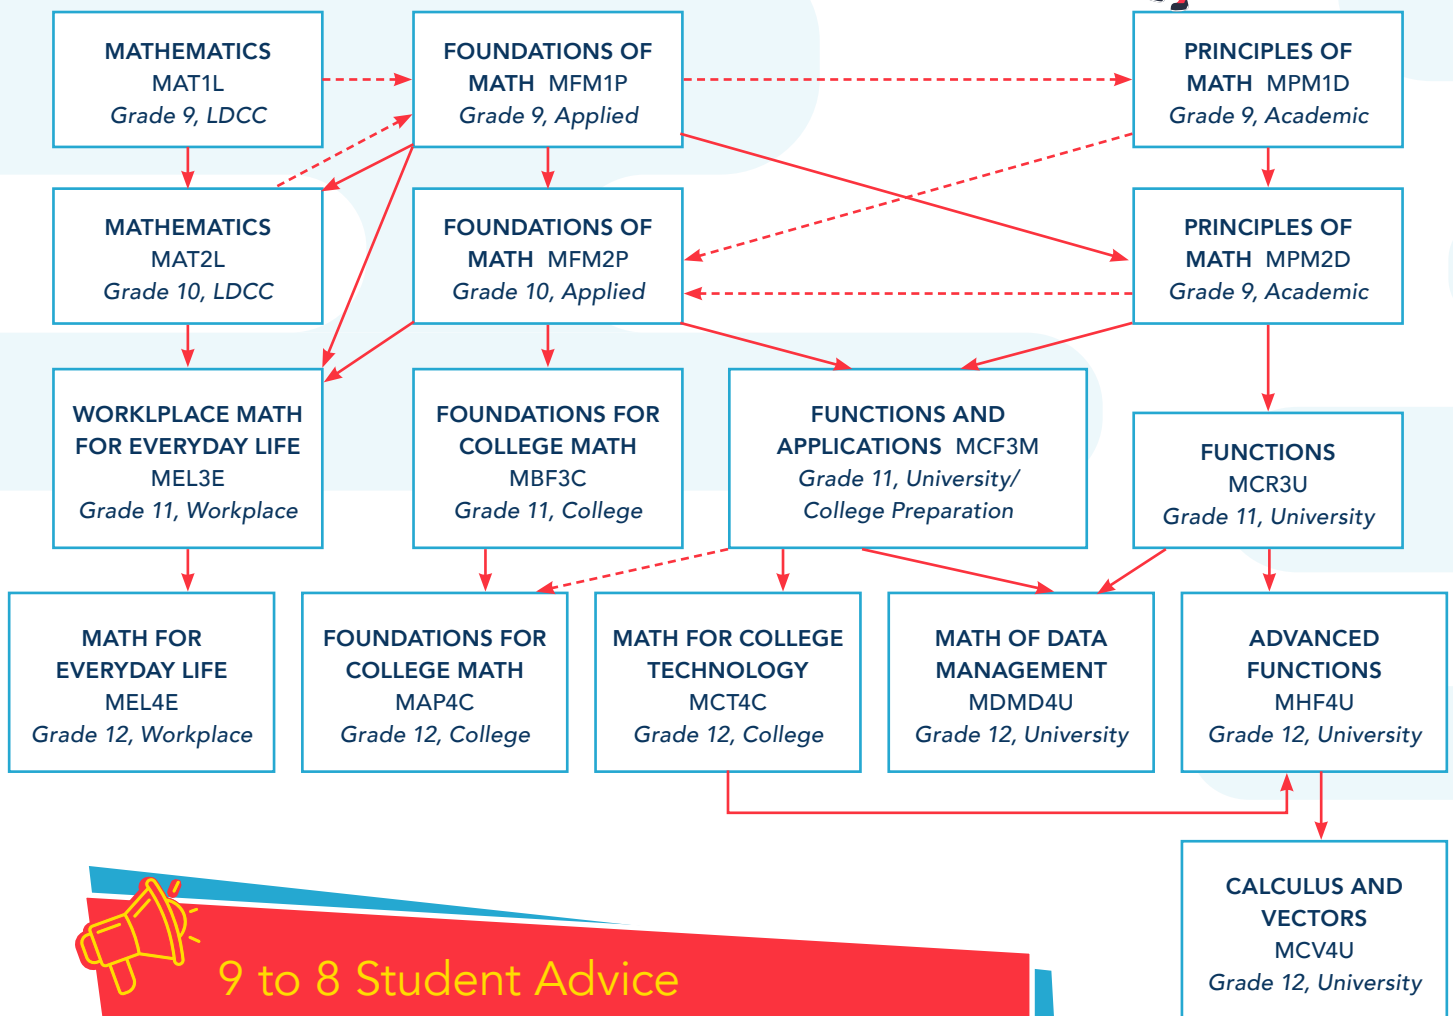 MATHEMATICS
MAT1L
Grade 9, LDCC
FOUNDATIONS OF
MATH MFM1P
Grade 9, Applied
PRINCIPLES OF
MATH MPM1D
Grade 9, Academic
MATHEMATICS
MAT2L
Grade 10, LDCC
FOUNDATIONS OF
MATH MFM2P
Grade 10, Applied
PRINCIPLES OF
MATH MPM2D
Grade 9, Academic
WORKLPLACE MATH
FOR EVERYDAY LIFE
MEL3E
Grade 11, Workplace
FOUNDATIONS FOR
COLLEGE MATH
MBF3C
Grade 11, College
FUNCTIONS AND
APPLICATIONS MCF3M
Grade 11, University/
College Preparation
FUNCTIONS
MCR3U
Grade 11, University
MATH FOR
EVERYDAY LIFE
MEL4E
Grade 12, Workplace
FOUNDATIONS FOR
COLLEGE MATH
MAP4C
Grade 12, College
MATH FOR COLLEGE
TECHNOLOGY
MCT4C
Grade 12, College
MATH OF DATA
MANAGEMENT
MDMD4U
Grade 12, University
ADVANCED
FUNCTIONS
MHF4U
Grade 12, University
CALCULUS AND
VECTORS
MCV4U
Grade 12, University
9 to 8 Student Advice